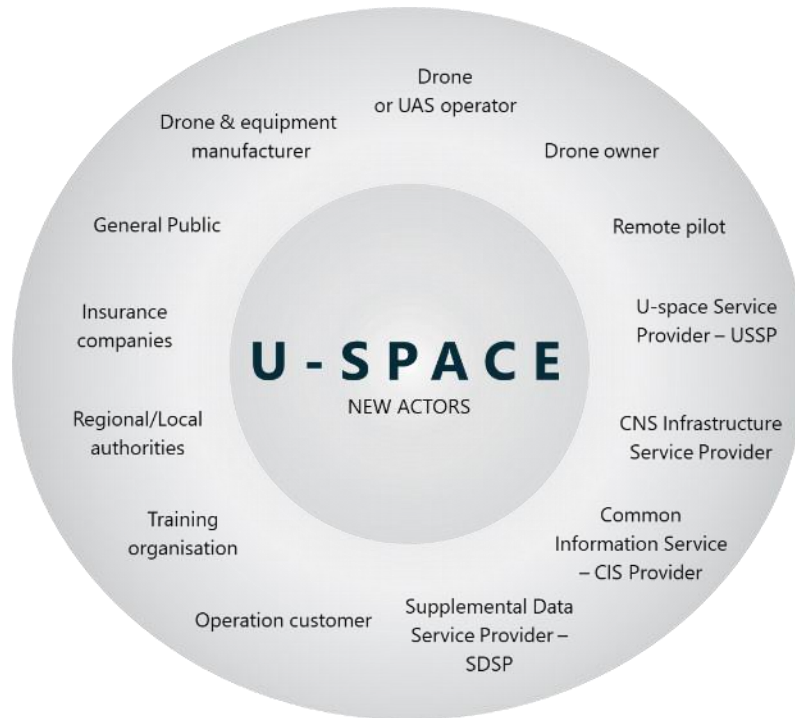 Drone
or UAS operator
Drone owner
Remote pilot
U-space Service
Provider – USSP
CNS Infrastructure
Service Provider
Common
Information Service
– CIS Provider
Supplemental Data
Service Provider –
SDSP
Operation customer
Training
organisation
Regional/Local
authorities
Insurance
companies
General Public
Drone & equipment
manufacturer
U - S P A C E
NEW ACTORS